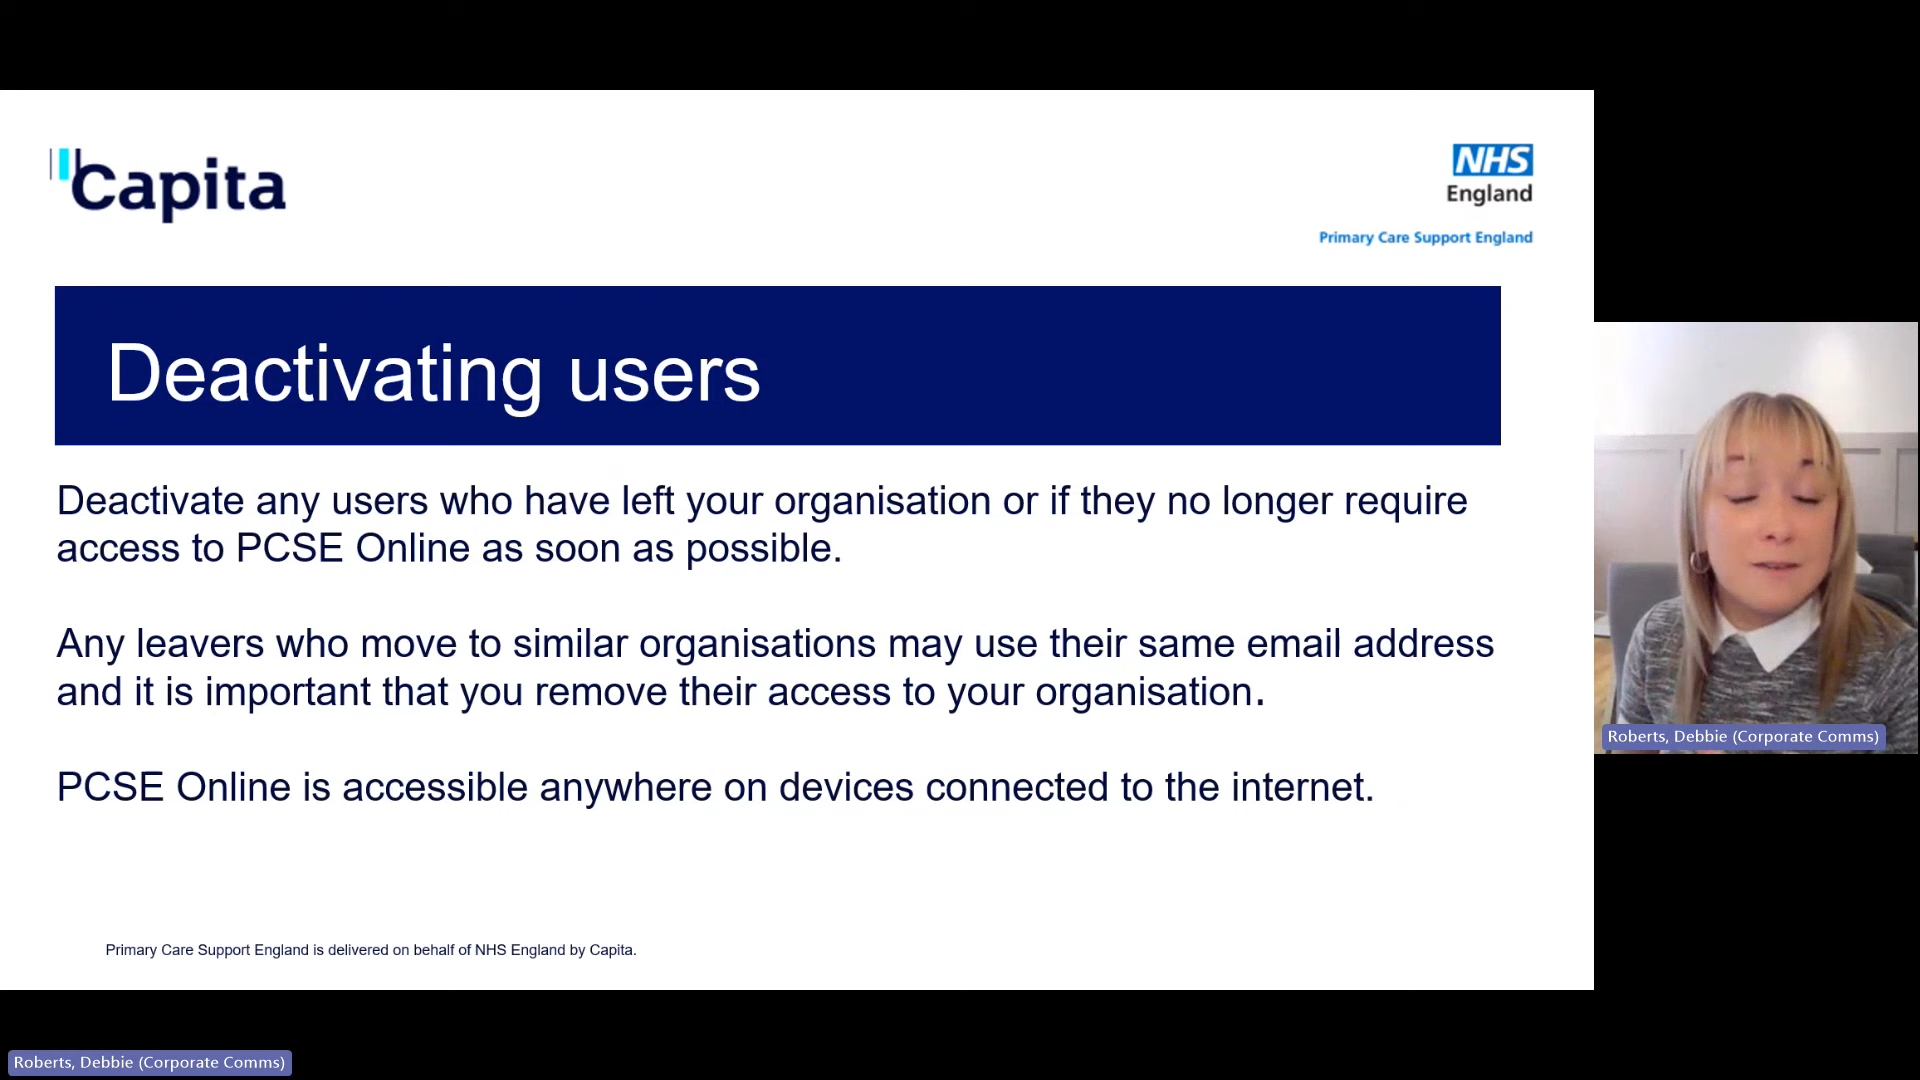 Capita
NHS
England
Primary Care Support England
Deactivating users
Deactivate any users who have left your organisation or if they no longer require
access to PCSE Online as soon as possible.
Any leavers who move to similar organisations may use their same email address
and it is important that you remove their access to your organisation.
PCSE Online is accessible anywhere on devices connected to the internet.
Primary Care Support England is delivered on behalf of NHS England by Capita.
Roberts, Debbie (Corporate Comms)
Roberts, Debbie (Corporate Comms)